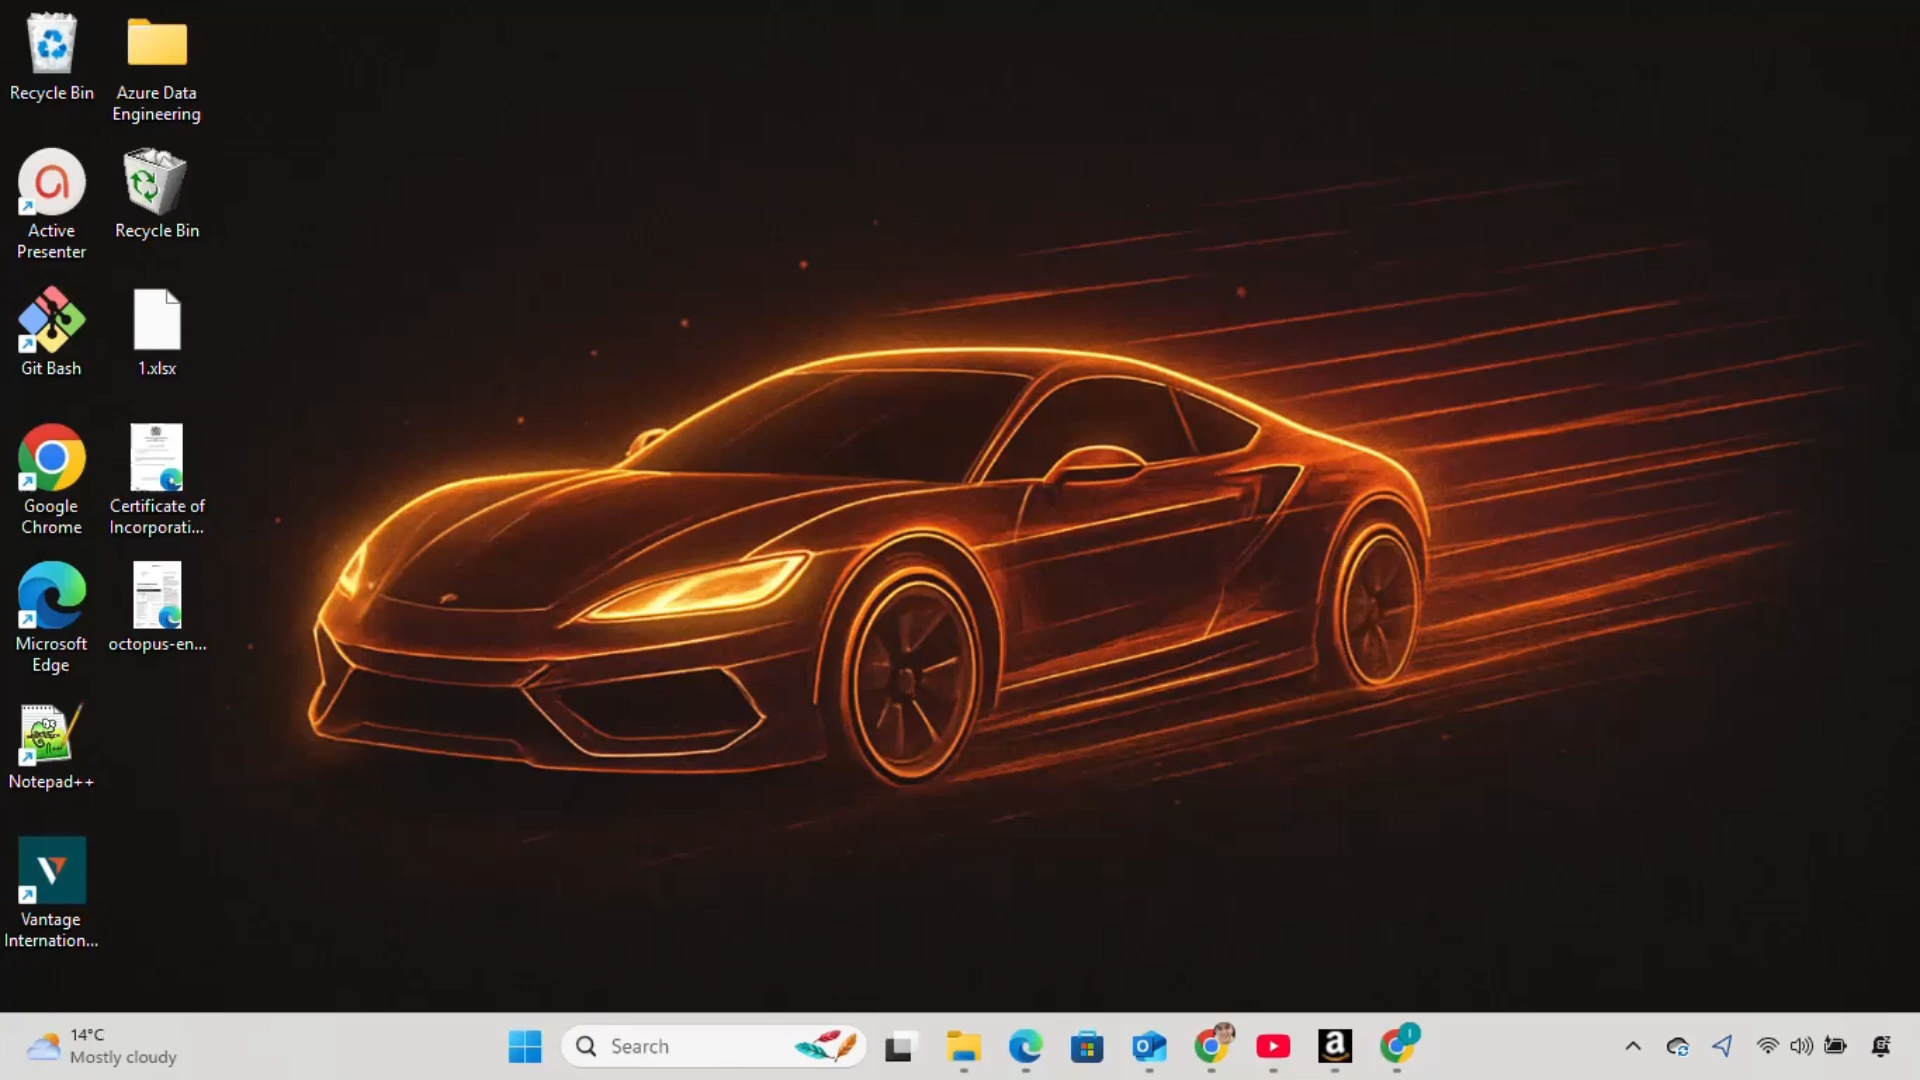 Recycle Bin
Azure Data
Engineering
Active
Presenter
Recycle Bin
Git Bash
1.xlsx
Google
Chrome
Certificate of
Incorporati...
Microsoft
Edge
octopus-en...
Notepad++
Vantage
Internation...
14°C
Mostly cloudy
Search